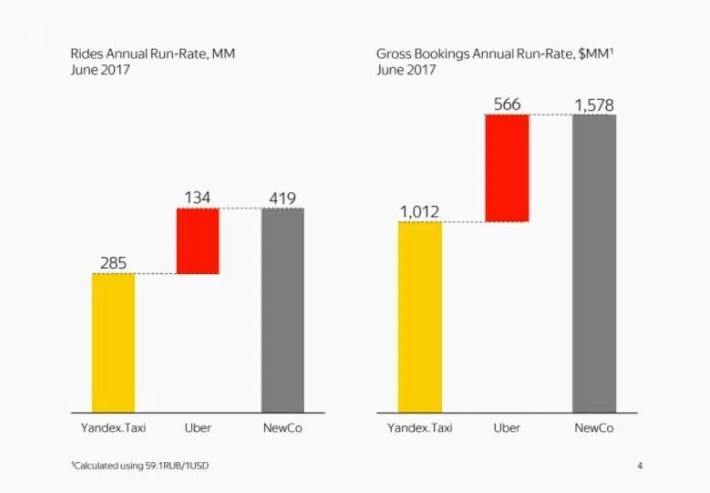 Rides Annual Run-Rate, MM
June 2017
134
419
285
Yandex.Taxi
Uber
NewCo
Gross Bookings Annual Run-Rate, $MM¹
June 2017
566
1,578
1,012
Yandex.Taxi
Uber
NewCo
¹Calculated using 59.1RUB/1USD
4